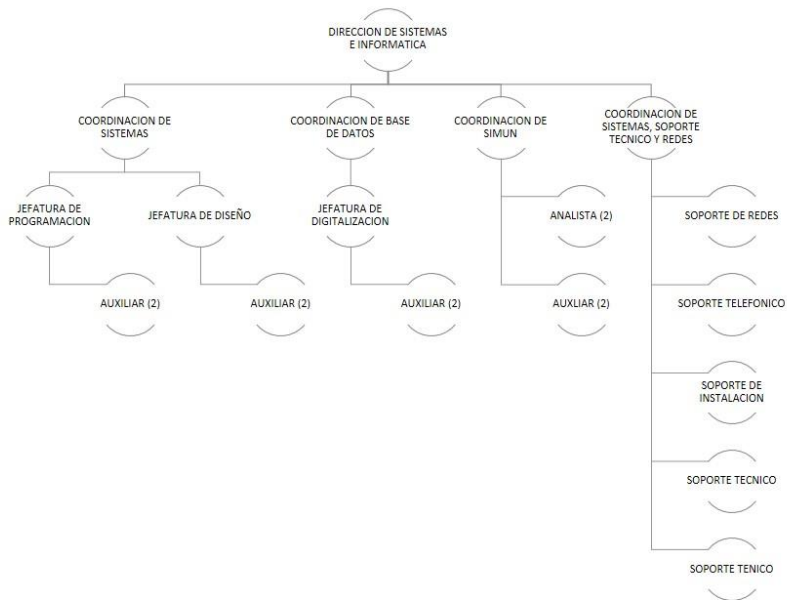 DIRECCION DE SISTEMAS
E INFORMATICA
COORDINACION DE
SISTEMAS
COORDINACION DE BASE
DE DATOS
COORDINACION DE
SIMUN
COORDINACION DE
SISTEMAS, SOPORTE
TECNICO Y REDES
JEFATURA DE
PROGRAMACION
JEFATURA DE DISEÑO
JEFATURA DE
DIGITALIZACION
ANALISTA (2)
SOPORTE DE REDES
AUXILIAR (2)
AUXILIAR (2)
AUXILIAR (2)
AUXLIAR (2)
SOPORTE TELEFONICO
SOPORTE DE
INSTALACION
SOPORTE TECNICO
SOPORTE TENICO